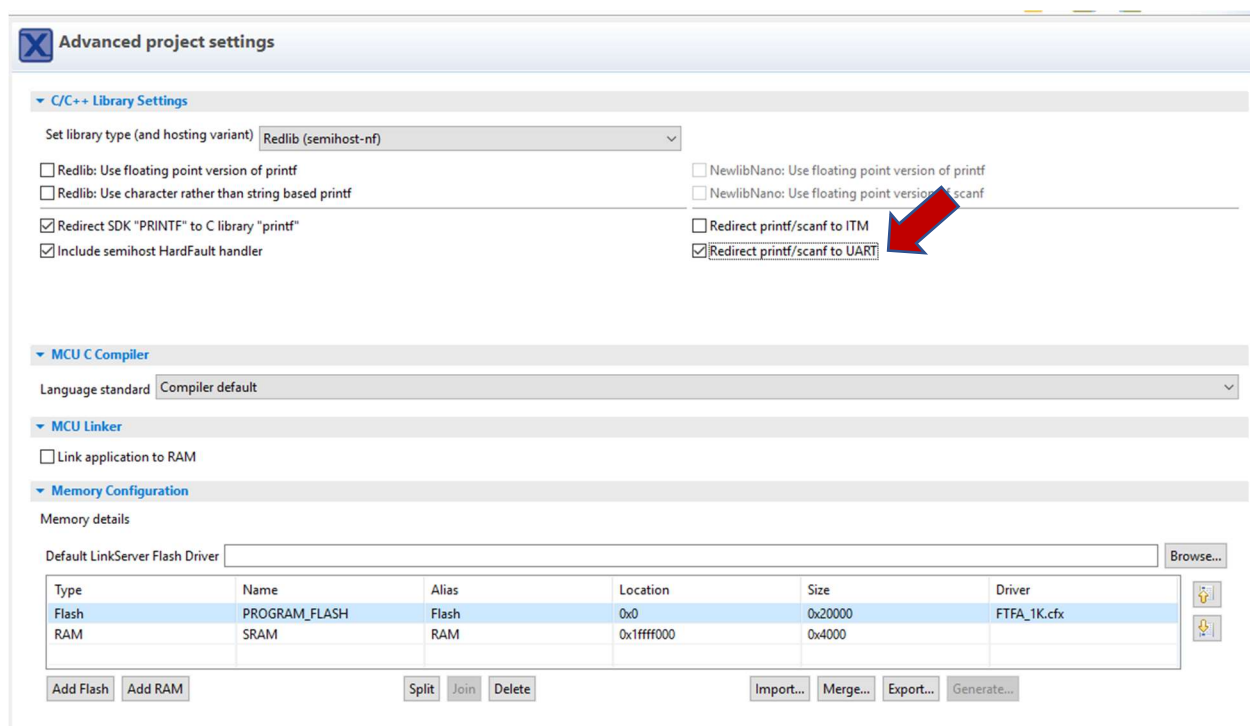 Advanced project settings
C/C++ Library Settings
Set library type (and hosting variant) Redlib (semihost-nf)
Redlib: Use floating point version of printf NewlibNano: Use floating point version of printf
Redlib: Use character rather than string based printf NewlibNano: Use floating point version of scanf
Redirect SDK "PRINTF" to C library "printf" Redirect printf/scanf to ITM
Include semihost HardFault handler Redirect printf/scanf to UART
MCU C Compiler
Language standard Compiler default
MCU Linker
Link application to RAM
Memory Configuration
Memory details
Default LinkServer Flash Driver Browse...
Type Name Alias Location Size Driver
Flash PROGRAM_FLASH Flash 0x0 0x20000 FTFA_1K.cfx
RAM SRAM RAM 0x1ffff000 0x4000
Add Flash Add RAM Split Join Delete Import... Merge... Export... Generate...